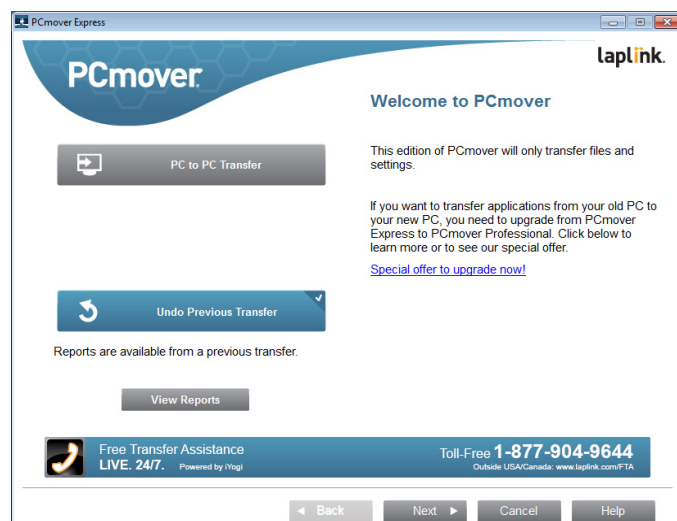 PCmover Express
laplink.
PCmover.
Welcome to PCmover
PC to PC Transfer
This edition of PCmover will only transfer files and
settings.
If you want to transfer applications from your old PC to
your new PC, you need to upgrade from PCmover
Express to PCmover Professional. Click below to
learn more or to see our special offer.
Special offer to upgrade now!
Undo Previous Transfer
Reports are available from a previous transfer.
View Reports
Free Transfer Assistance
LIVE. 24/7. Powered by iYogi
Toll-Free 1-877-904-9644
Outside USA/Canada: www.laplink.com/FTA
Back
Next
Cancel
Help